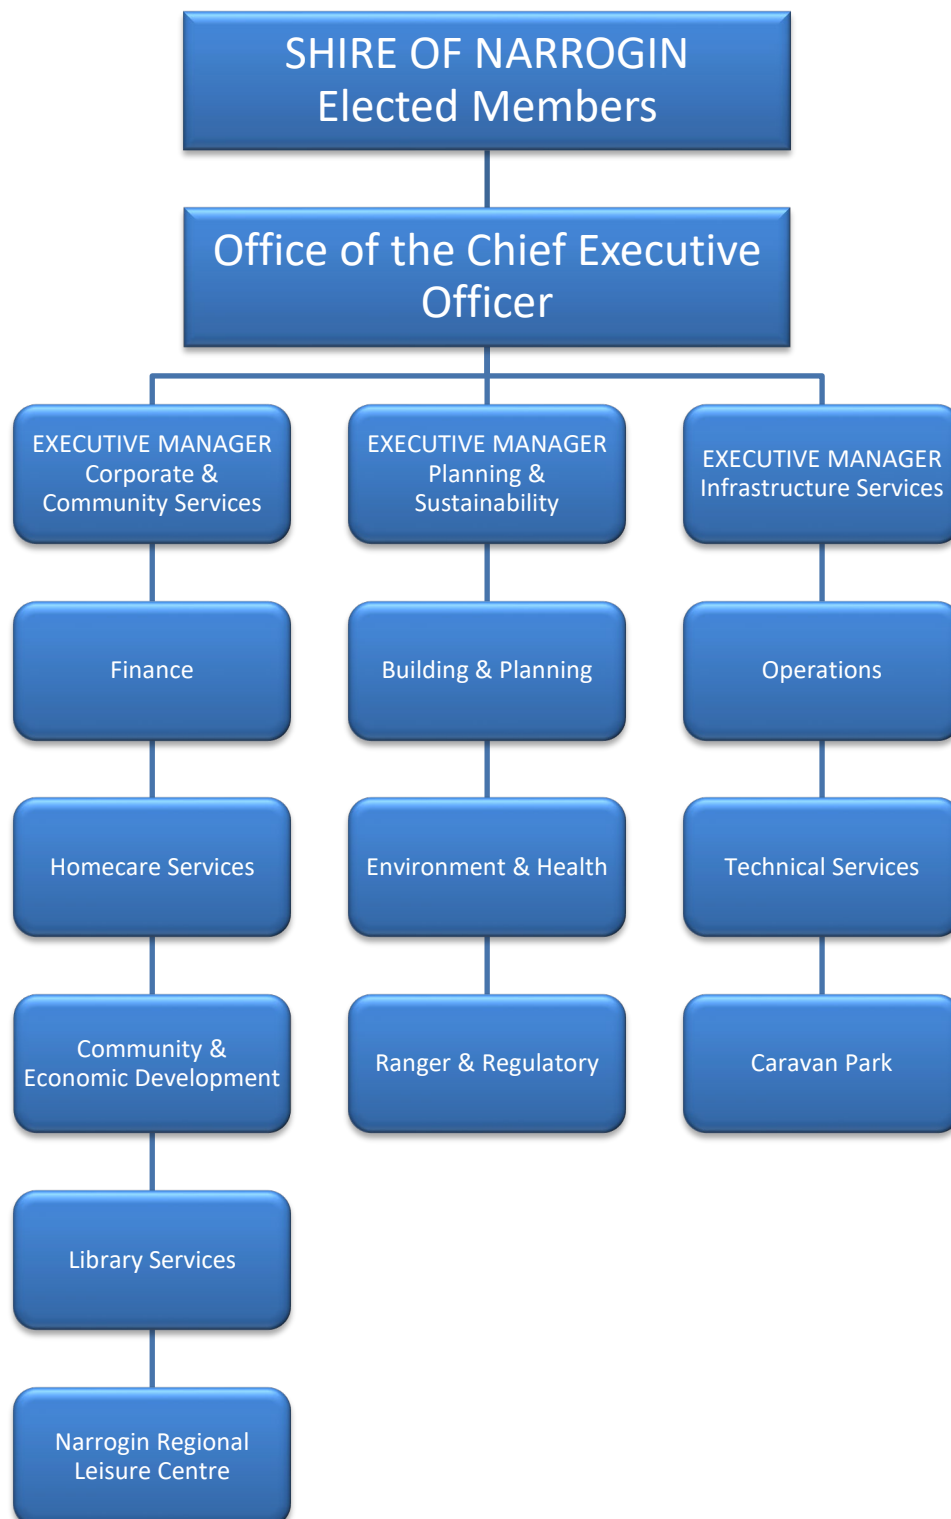 SHIRE OF NARROGIN
Elected Members
Office of the Chief Executive
Officer
EXECUTIVE MANAGER
Corporate &
Community Services
EXECUTIVE MANAGER
Planning &
Sustainability
EXECUTIVE MANAGER
Infrastructure Services
Finance
Building & Planning
Operations
Homecare Services
Environment & Health
Technical Services
Community &
Economic Development
Ranger & Regulatory
Caravan Park
Library Services
Narrogin Regional
Leisure Centre